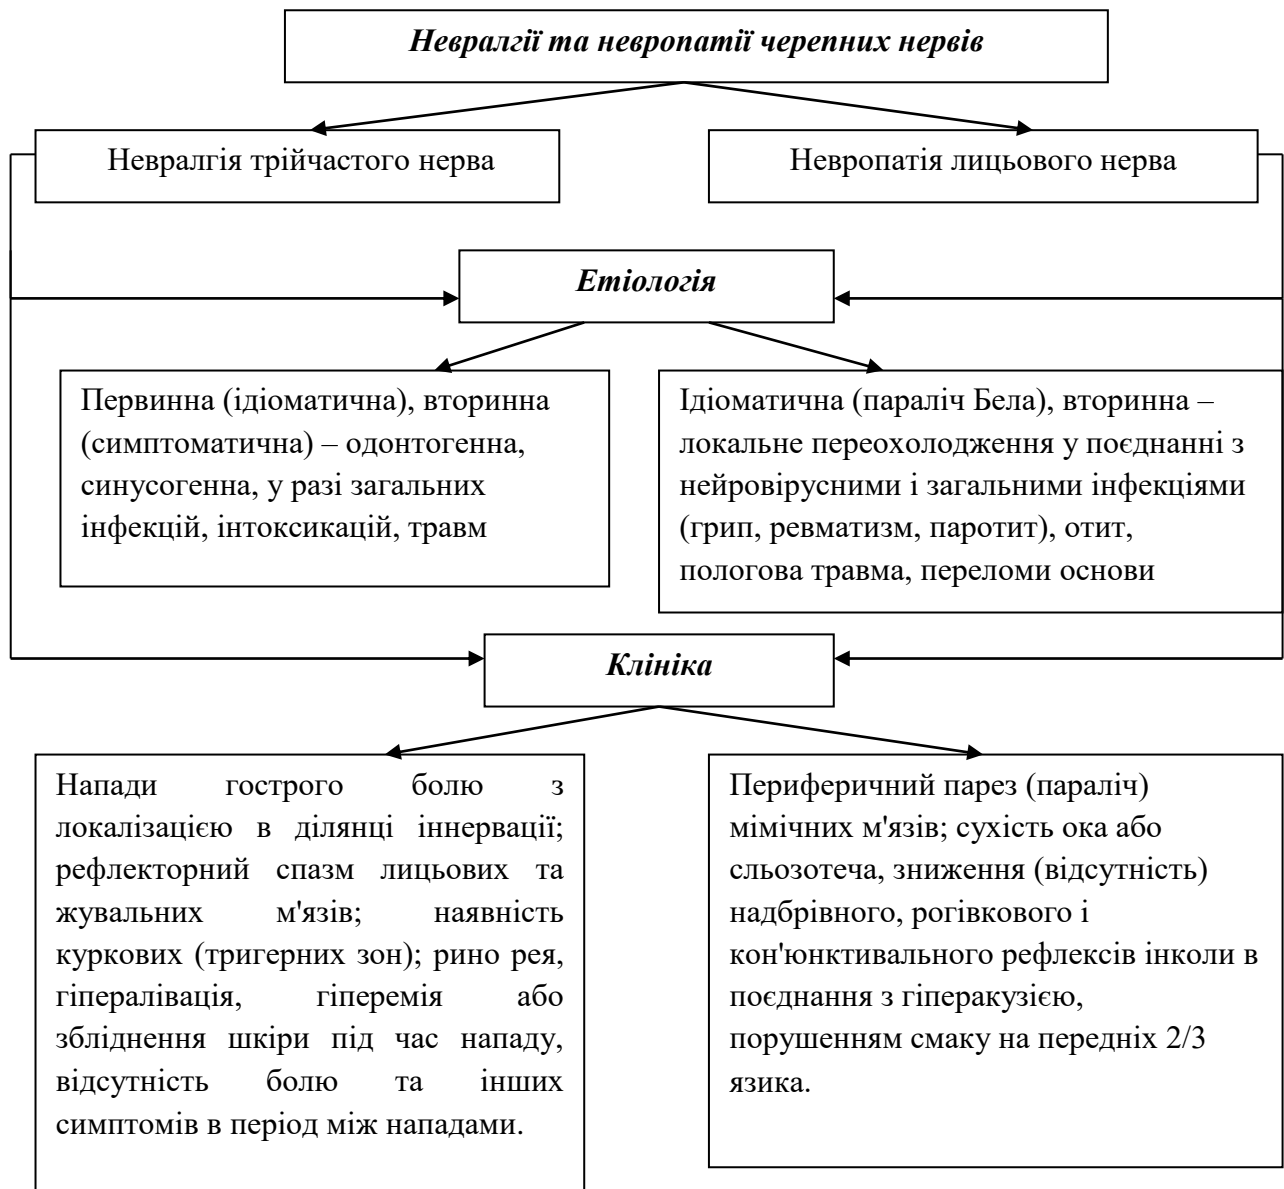 Невралгії та невропатії черепних нервів
Невралгія трійчастого нерва
Невропатія лицьового нерва
Етіологія
Первинна (ідіоматична), вторинна
(симптоматична) – одонтогенна,
синусогенна, у разі загальних
інфекцій, інтоксикацій, травм
Ідіоматична (параліч Бела), вторинна –
локальне переохолодження у поєднанні з
нейровірусними і загальними інфекціями
(грип, ревматизм, паротит), отит,
пологова травма, переломи основи
Клініка
Напади гострого болю з
локалізацією в ділянці іннервації;
рефлекторний спазм лицьових та
жувальних м'язів; наявність
куркових (тригерних зон); рино рея,
гіпералівація, гіперемія або
збліднення шкіри під час нападу,
відсутність болю та інших
симптомів в період між нападами.
Периферичний парез (параліч)
мімічних м'язів; сухість ока або
сльозотеча, зниження (відсутність)
надбрівного, рогівкового і
кон'юнктивального рефлексів інколи в
поєднання з гіперакузією,
порушенням смаку на передніх 2/3
язика.